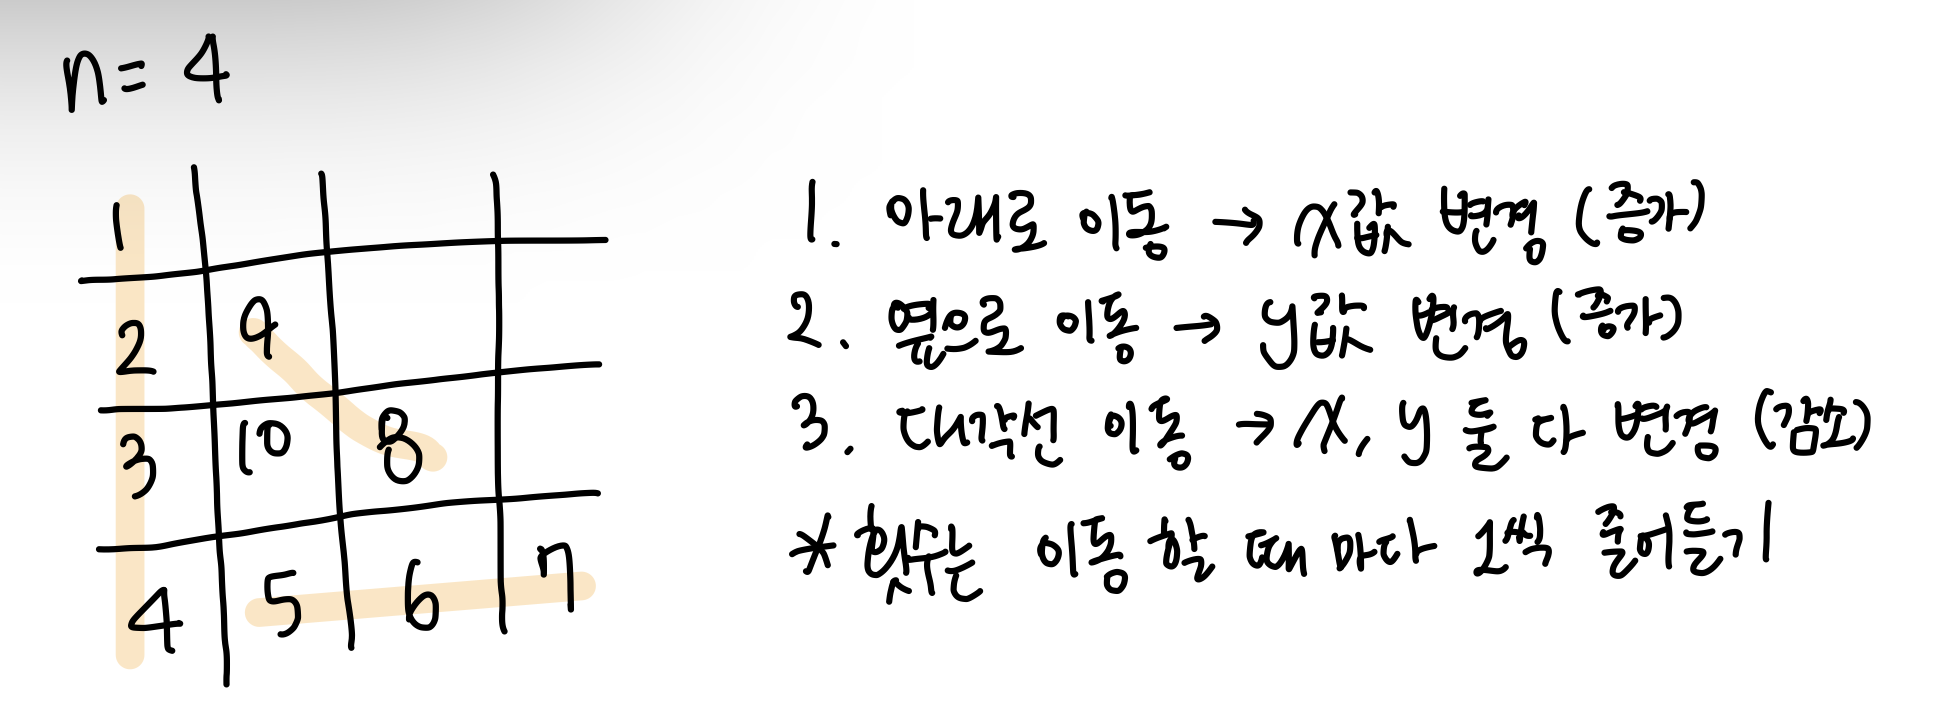 n= 4
1
2 9
3 10 8
4 5 6 7
1. 아래로 이동 → x값 변경 (증가)
2. 옆으로 이동 → y값 변경 (증가)
3. 대각선 이동 → x, y 둘 다 변경 (감소)
* 횟수는 이동 할 때 마다 1씩 줄어들기